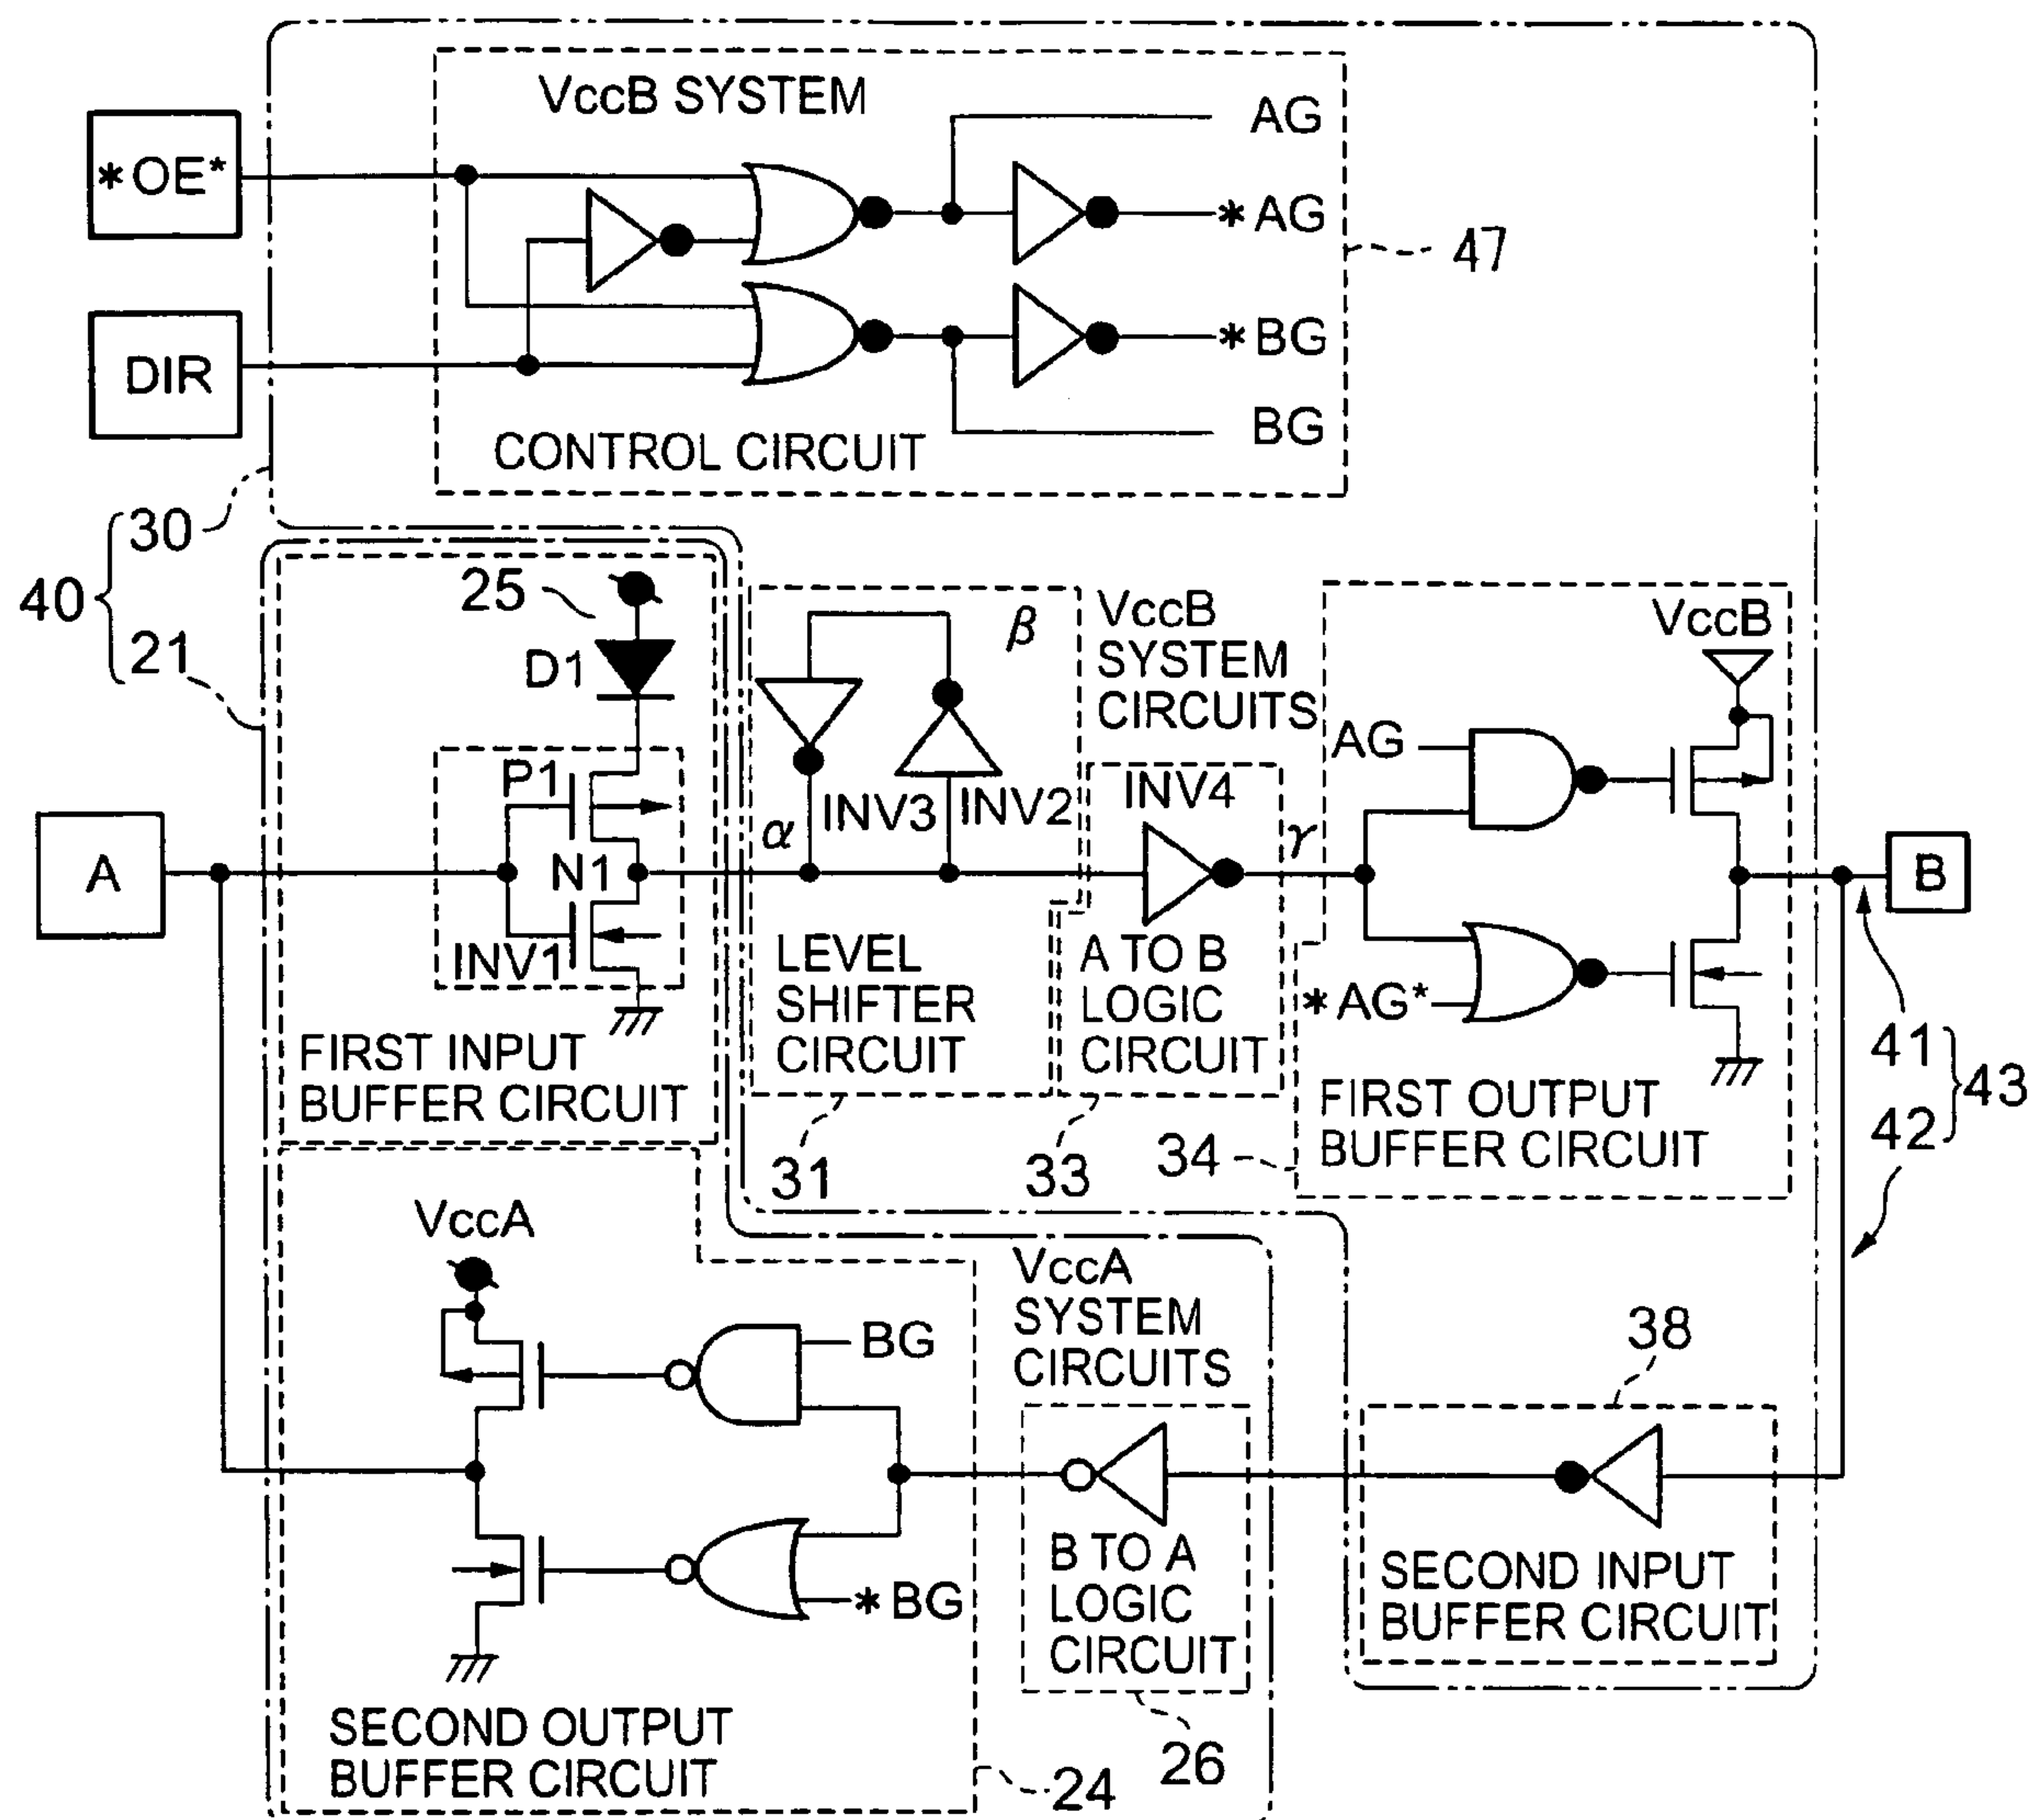 VccB SYSTEM
AG
*OE*
*AG
47
DIR
*BG
BG
CONTROL CIRCUIT
30
40
21
25
D1
β
VccB
SYSTEM
CIRCUITS
VccB
P1
N1
INV1
α
INV3
INV2
INV4
γ
AG
A
B
LEVEL
SHIFTER
CIRCUIT
A TO B
LOGIC
CIRCUIT
*AG*
FIRST INPUT
BUFFER CIRCUIT
FIRST OUTPUT
BUFFER CIRCUIT
41
42
43
31
33
34
VccA
VccA
SYSTEM
CIRCUITS
BG
38
*BG
B TO A
LOGIC
CIRCUIT
SECOND INPUT
BUFFER CIRCUIT
SECOND OUTPUT
BUFFER CIRCUIT
24
26